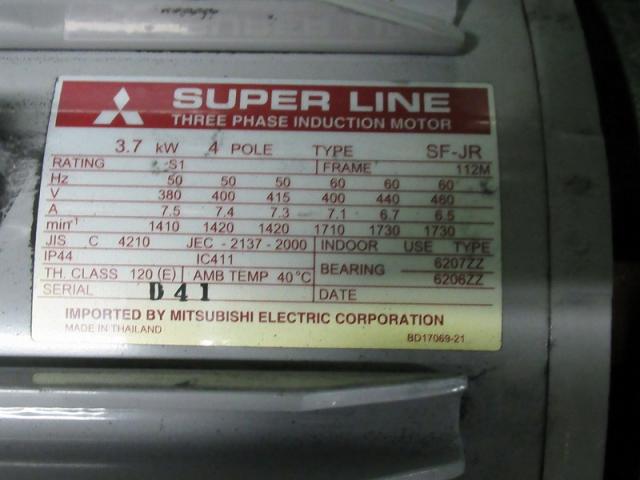 SUPER LINE
THREE PHASE INDUCTION MOTOR
3.7 kW 4 POLE TYPE SF-JR
RATING S1 FRAME 112M
Hz 50 50 50 60 60 60
V 380 400 415 400 440 460
A 7.5 7.4 7.3 7.1 6.7 6.5
min-1 1410 1420 1420 1710 1730 1730
JIS C 4210 JEC - 2137 - 2000 INDOOR USE TYPE
IP44 IC411 BEARING 6207ZZ
TH. CLASS 120 (E) AMB TEMP 40°C 6206ZZ
SERIAL D41 DATE
IMPORTED BY MITSUBISHI ELECTRIC CORPORATION
MADE IN THAILAND
BD17069-21